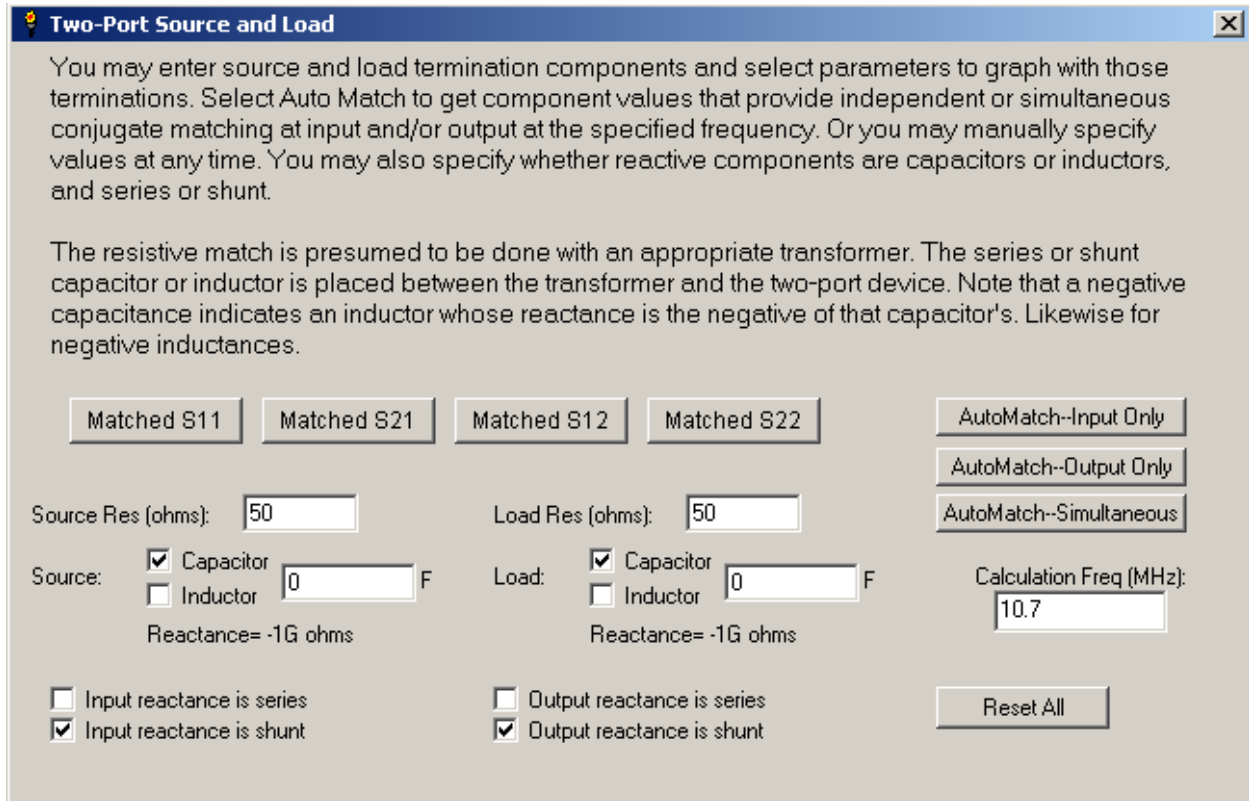 Two-Port Source and Load
You may enter source and load termination components and select parameters to graph with those
terminations. Select Auto Match to get component values that provide independent or simultaneous
conjugate matching at input and/or output at the specified frequency. Or you may manually specify
values at any time. You may also specify whether reactive components are capacitors or inductors,
and series or shunt.
The resistive match is presumed to be done with an appropriate transformer. The series or shunt
capacitor or inductor is placed between the transformer and the two-port device. Note that a negative
capacitance indicates an inductor whose reactance is the negative of that capacitor's. Likewise for
negative inductances.
Matched S11 Matched S21 Matched S12 Matched S22 AutoMatch--Input Only
AutoMatch--Output Only
Source Res (ohms): 50 Load Res (ohms): 50 AutoMatch--Simultaneous
Source: Capacitor 0 F Load: Capacitor 0 F Calculation Freq (MHz):
Inductor Inductor 10.7
Reactance= -1G ohms Reactance= -1G ohms
Input reactance is series Output reactance is series Reset All
Input reactance is shunt Output reactance is shunt